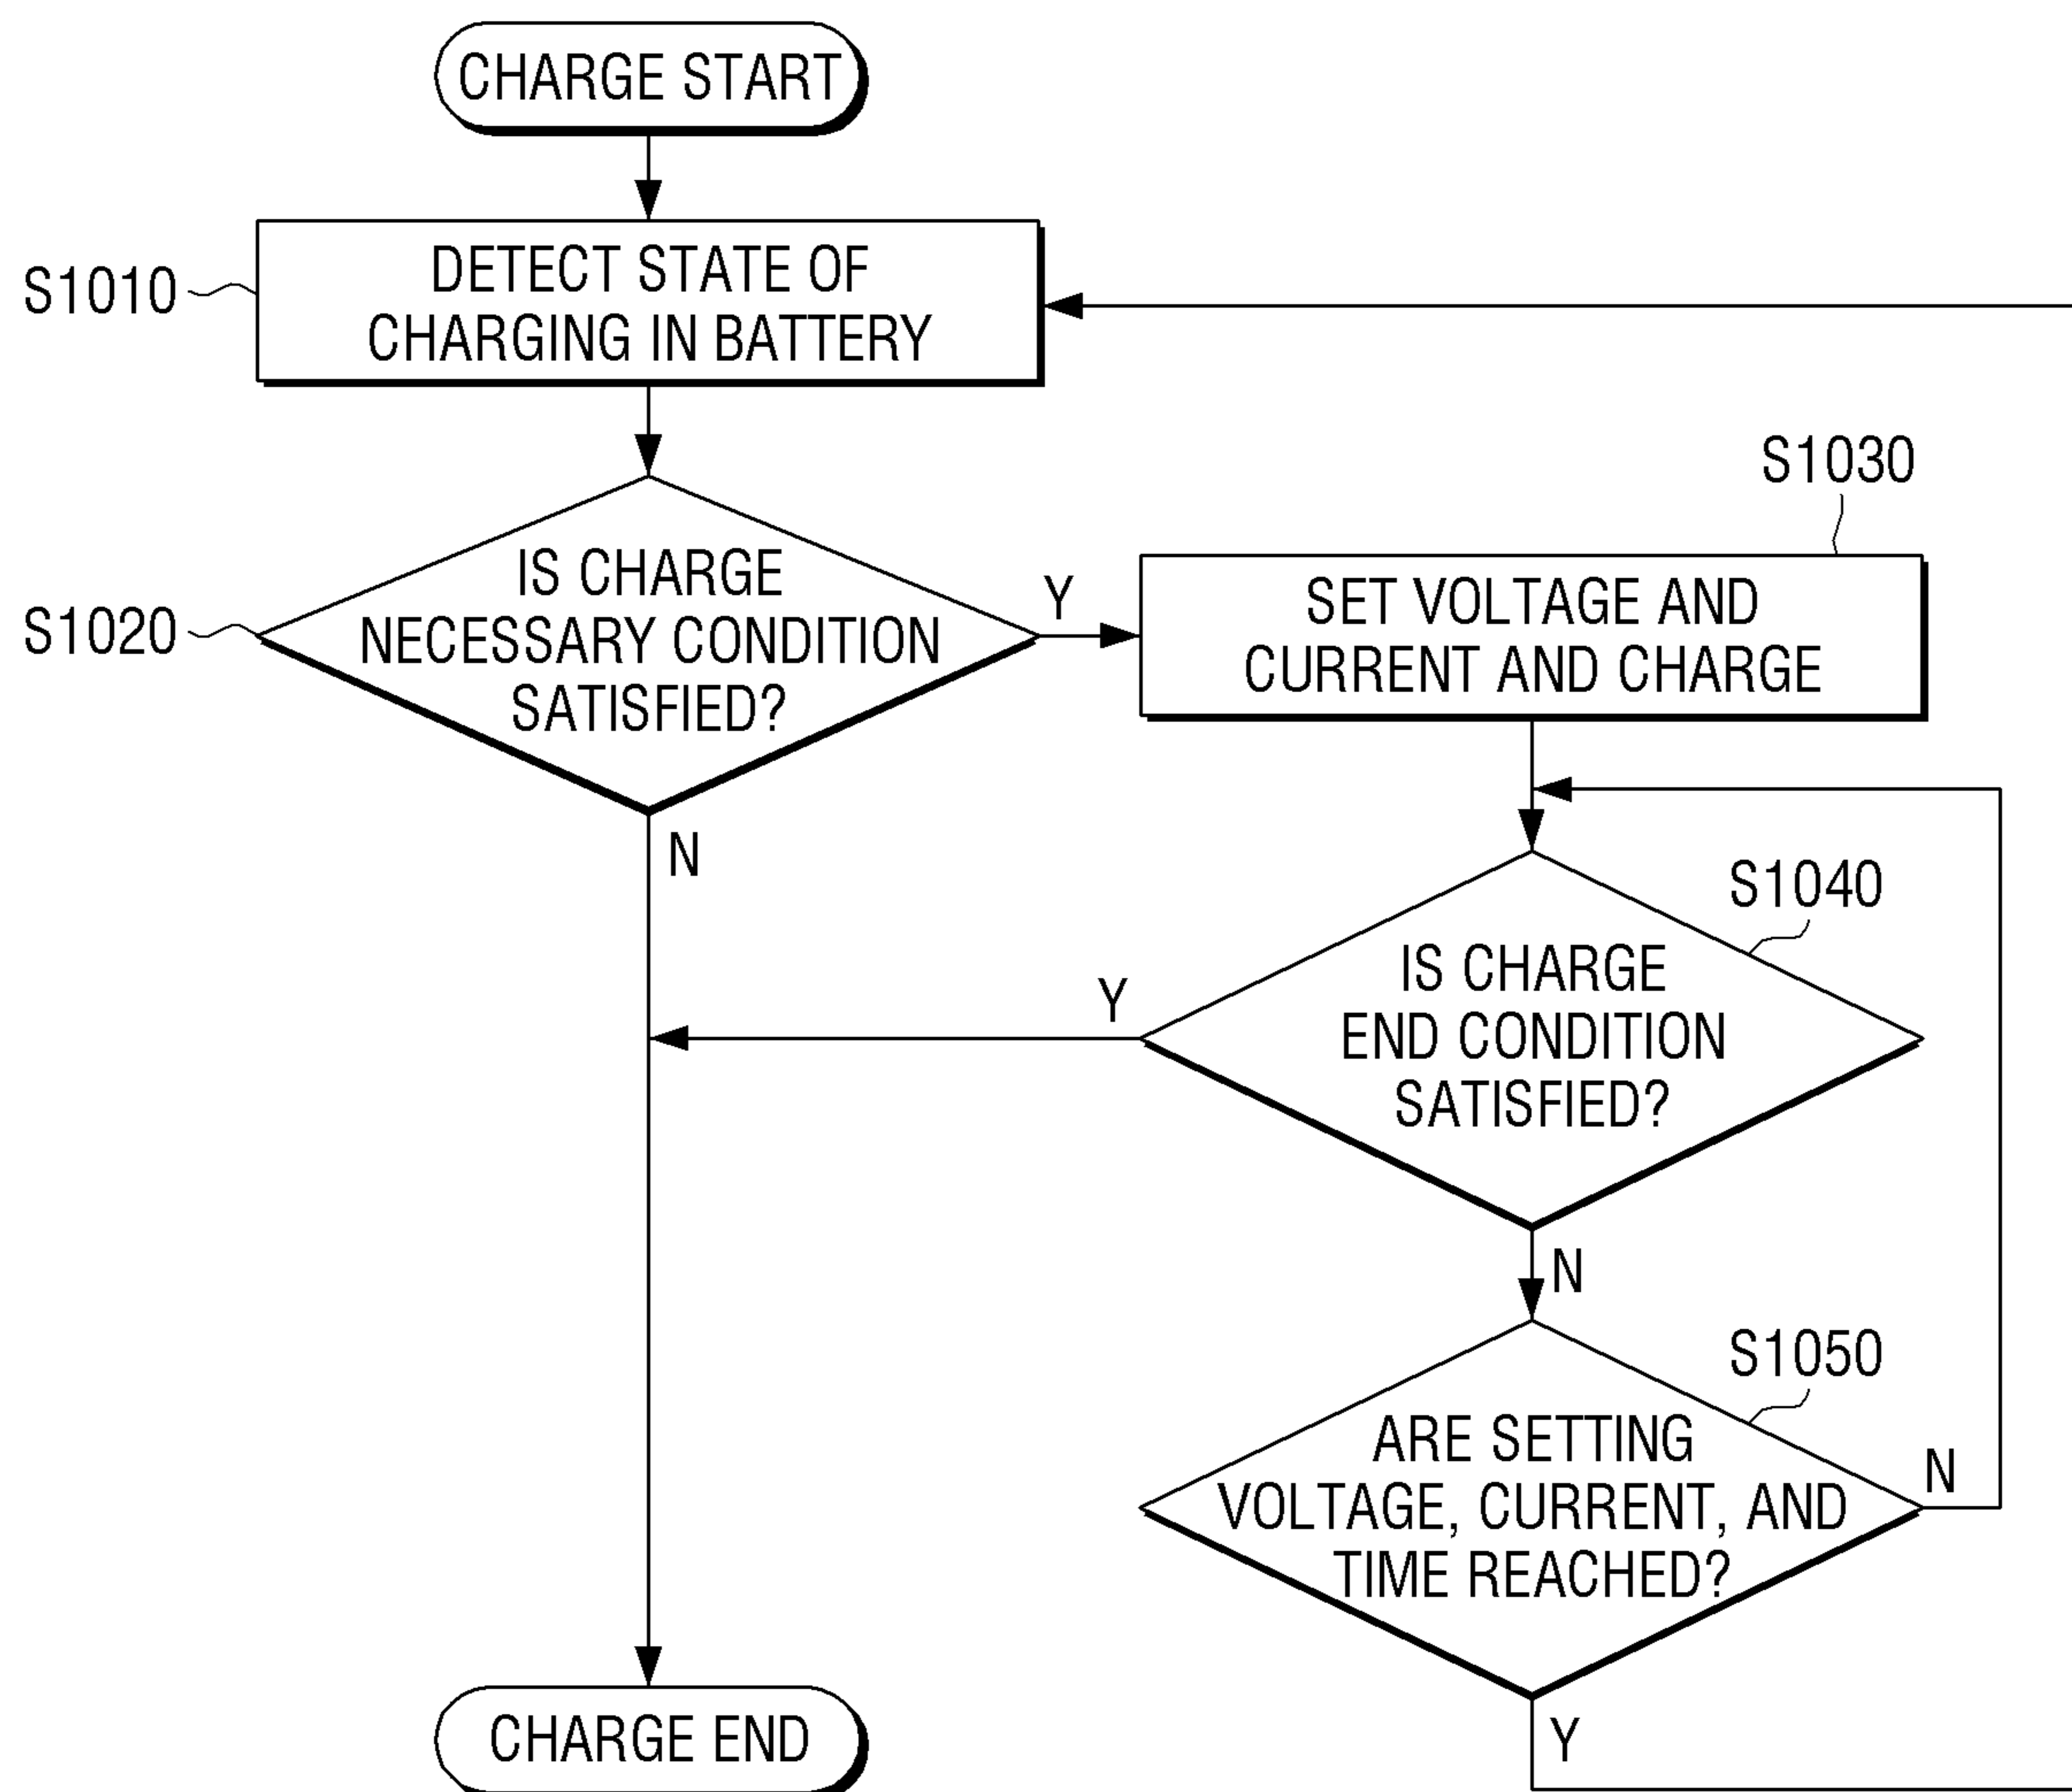 CHARGE START
S1010
DETECT STATE OF
CHARGING IN BATTERY
S1020
IS CHARGE
NECESSARY CONDITION
SATISFIED?
Y
N
S1030
SET VOLTAGE AND
CURRENT AND CHARGE
S1040
IS CHARGE
END CONDITION
SATISFIED?
Y
N
S1050
ARE SETTING
VOLTAGE, CURRENT, AND
TIME REACHED?
N
Y
CHARGE END